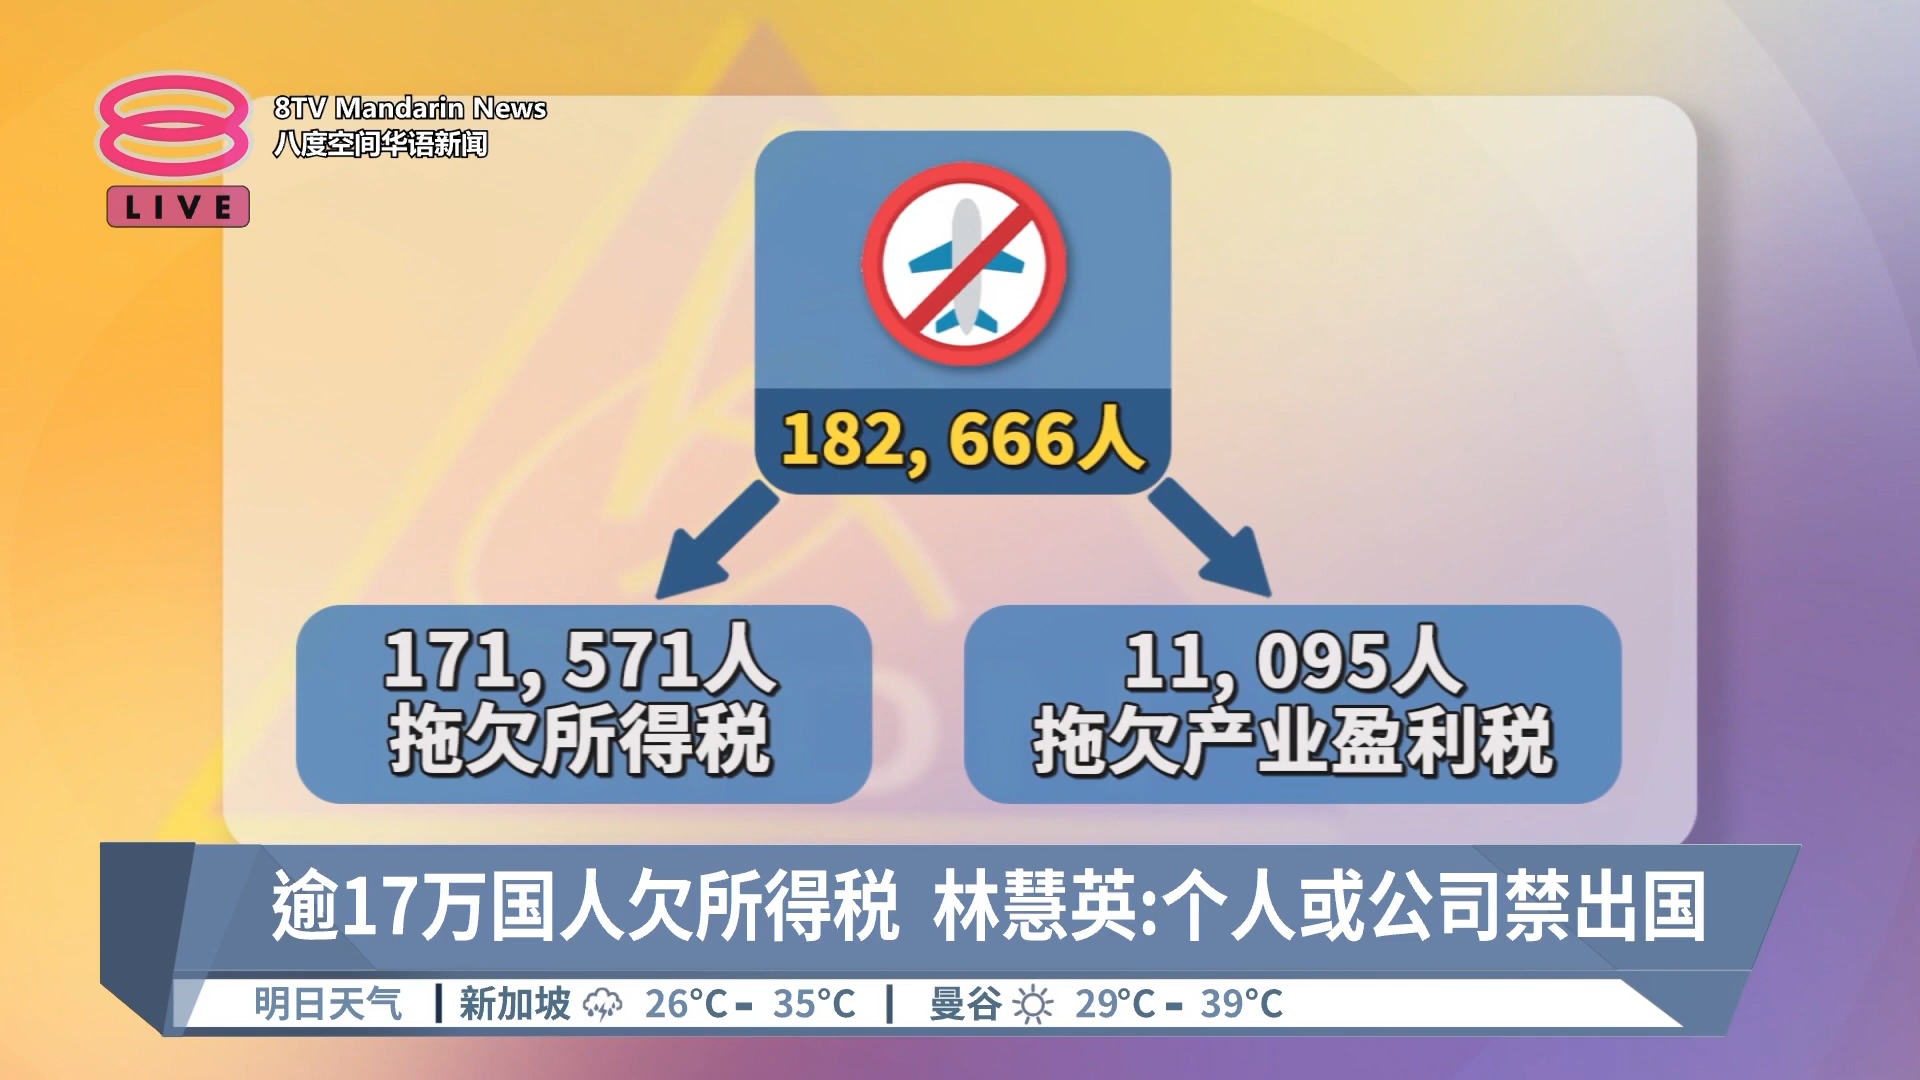 8TV Mandarin News
八度空间华语新闻
LIVE
182,666人
171,571人
拖欠所得税
11,095人
拖欠产业盈利税
逾17万国人欠所得税 林慧英:个人或公司禁出国
明日天气 | 新加坡 26°C - 35°C | 曼谷 29°C - 39°C